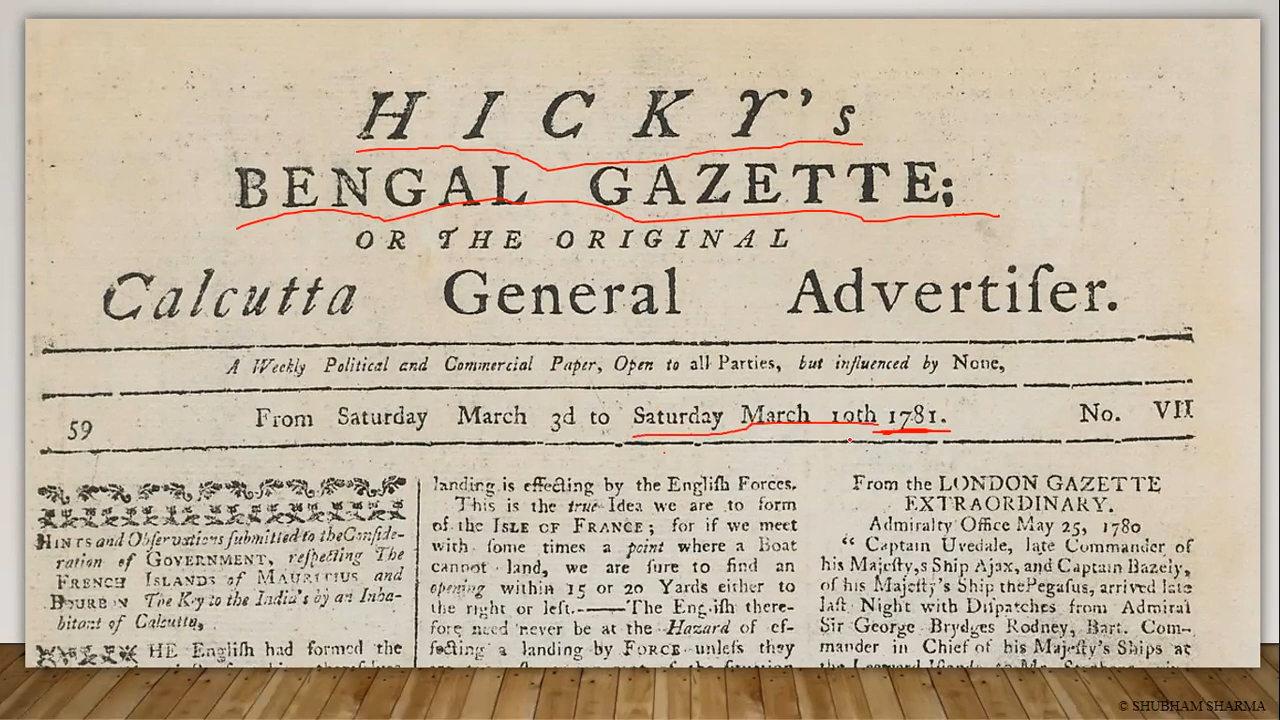 HICKY's
BENGAL GAZETTE;
OR THE ORIGINAL
Calcutta General Advertiſer.
A Weekly Political and Commercial Paper, Open to all Parties, but influenced by None,
59
From Saturday March 3d to Saturday March 10th 1781.
No. VII
HINTS and Obſervations ſubmitted to the Conſide-
ration of GOVERNMENT, reſpecting The
FRENCH ISLANDS of MAURITIUS and
BOURBON The Key to the India's by an Inha-
bitant of Calcutta,
HE Engliſh had formed the
landing is effecting by the Engliſh Forces.
This is the true Idea we are to form
of the ISLE OF FRANCE; for if we meet
with ſome times a point where a Boat
cannot land, we are ſure to find an
opening within 15 or 20 Yards either to
the right or left.——The Engliſh there-
fore need never be at the Hazard of ef-
fecting a landing by FORCE unleſs they
From the LONDON GAZETTE
EXTRAORDINARY.
Admiralty Office May 25, 1780
“ Captain Uvedale, late Commander of
his Majeſty,s Ship Ajax, and Captain Bazely,
of his Majeſty's Ship the Pegaſus, arrived late
laſt Night with Diſpatches from Admiral
Sir George Brydges Rodney, Bart. Com-
mander in Chief of his Majeſty's Ships at
© SHUBHAM SHARMA